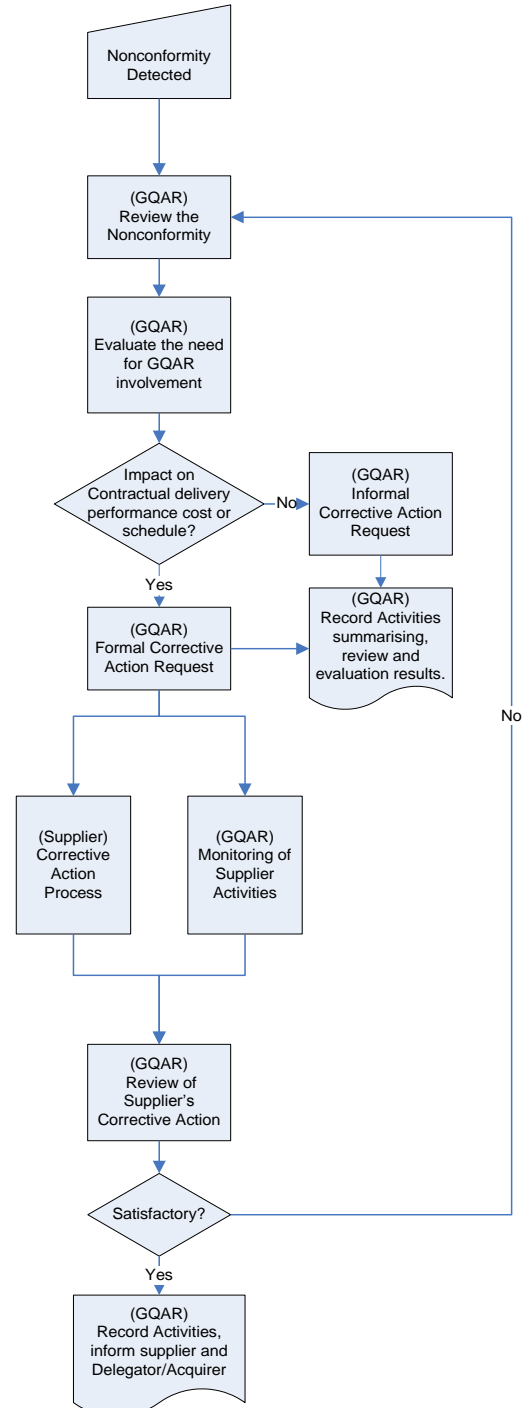 Nonconformity
Detected
(GQAR)
Review the
Nonconformity
(GQAR)
Evaluate the need
for GQAR
involvement
Impact on
Contractual delivery
performance cost or
schedule?
No
(GQAR)
Informal
Corrective Action
Request
Yes
(GQAR)
Formal Corrective
Action Request
(GQAR)
Record Activities
summarising,
review and
evaluation results.
No
(Supplier)
Corrective
Action
Process
(GQAR)
Monitoring of
Supplier
Activities
(GQAR)
Review of
Supplier’s
Corrective Action
Satisfactory?
Yes
(GQAR)
Record Activities,
inform supplier and
Delegator/Acquirer